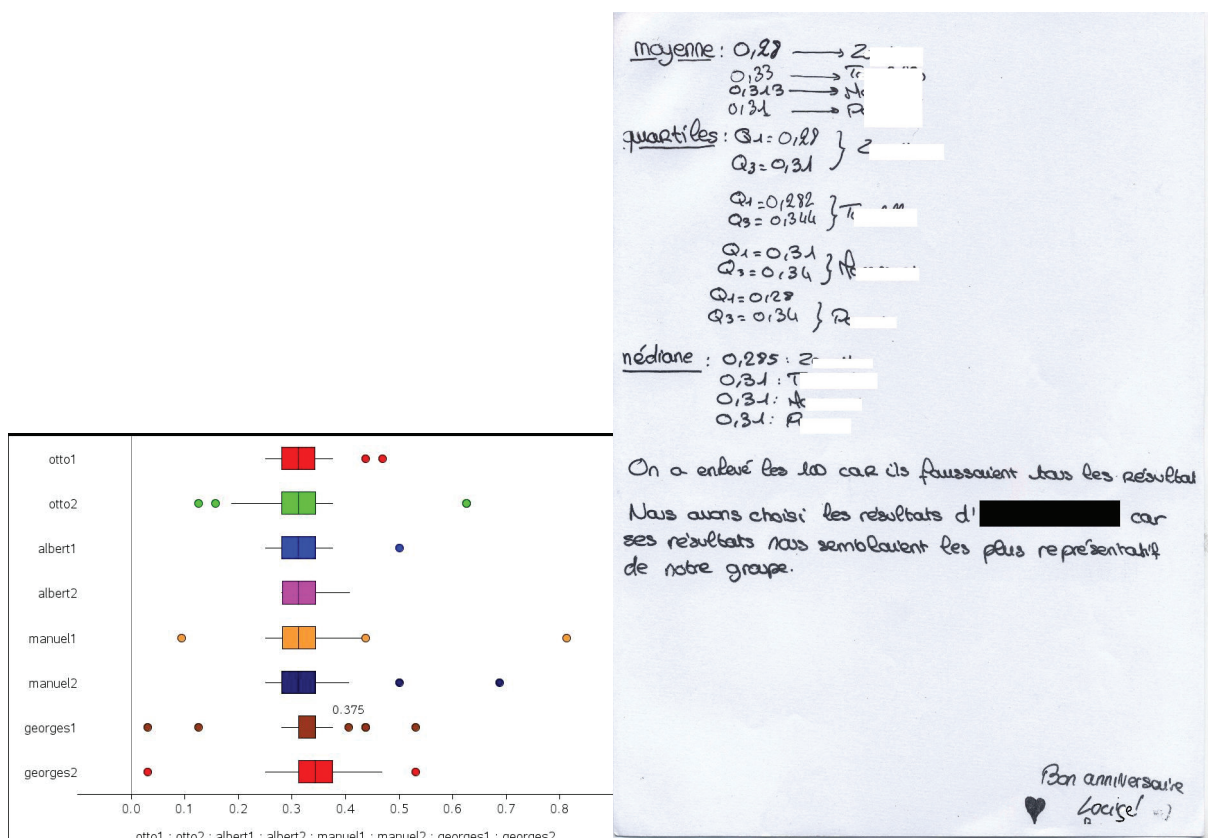 otto1
otto2
albert1
albert2
manuel1
manuel2
0.375
georges1
georges2
0.0 0.1 0.2 0.3 0.4 0.5 0.6 0.7 0.8
otto1 : otto2 : albert1 : albert2 : manuel1 : manuel2 : georges1 : georges2
moyenne : 0,28 → Z
0,33 → T
0,313 → Ma
0,31 → P
quartiles : Q1 = 0,28 } Z
Q3 = 0,31
Q1 = 0,282 } T
Q3 = 0,344
Q1 = 0,31 } Ma
Q3 = 0,34
Q1 = 0,28
Q3 = 0,34 } P
médiane : 0,285 : Z
0,31 : T
0,31 : Ma
0,31 : P
On a enlevé les 100 car ils faussaient tous les résultat
Nous avons choisi les résultats d' car
ses résultats nous semblaient les plus représentatif
de notre groupe.
Bon anniversaire